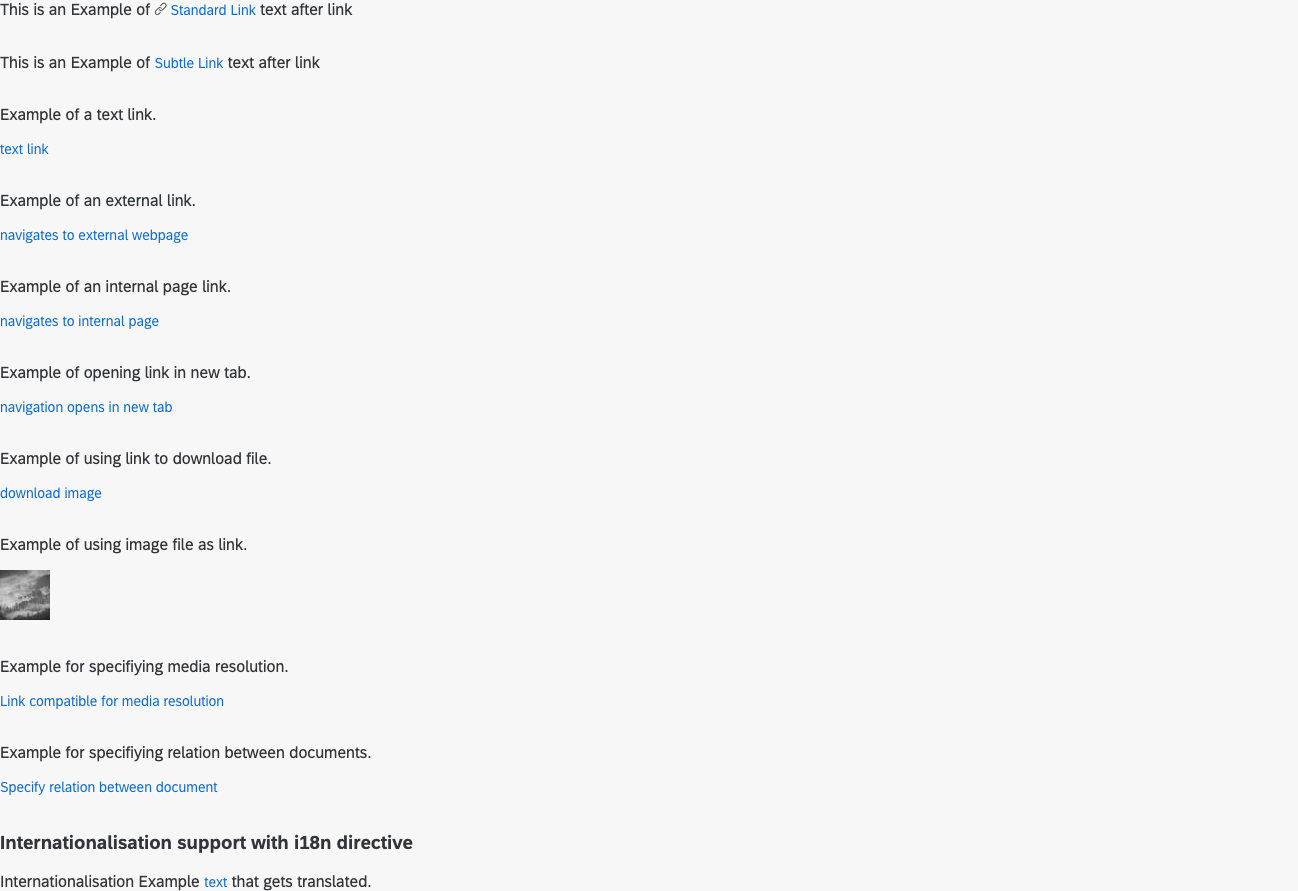 This is an Example of Standard Link text after link
This is an Example of Subtle Link text after link
Example of a text link.
text link
Example of an external link.
navigates to external webpage
Example of an internal page link.
navigates to internal page
Example of opening link in new tab.
navigation opens in new tab
Example of using link to download file.
download image
Example of using image file as link.
Example for specifiying media resolution.
Link compatible for media resolution
Example for specifiying relation between documents.
Specify relation between document
Internationalisation support with i18n directive
Internationalisation Example text that gets translated.